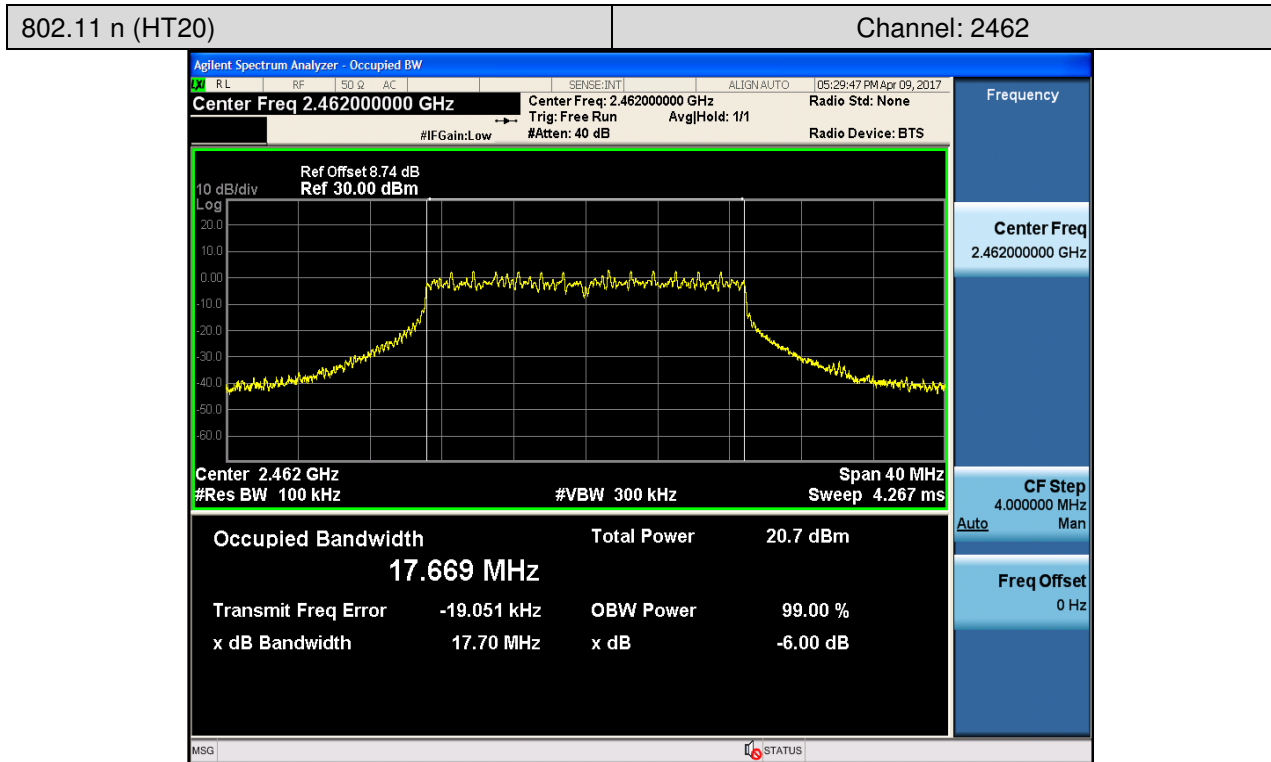 802.11 n (HT20) Channel: 2462
Agilent Spectrum Analyzer - Occupied BW
LXI RL RF 50 Ω AC SENSE:INT ALIGN AUTO 05:29:47 PM Apr 09, 2017
Center Freq 2.462000000 GHz Center Freq: 2.462000000 GHz Radio Std: None
Trig: Free Run Avg|Hold: 1/1
#IFGain:Low #Atten: 40 dB Radio Device: BTS
Frequency
Ref Offset 8.74 dB
10 dB/div Ref 30.00 dBm
Log
20.0
10.0
0.00
-10.0
-20.0
-30.0
-40.0
-50.0
-60.0
Center 2.462 GHz Span 40 MHz
#Res BW 100 kHz #VBW 300 kHz Sweep 4.267 ms
Center Freq
2.462000000 GHz
CF Step
4.000000 MHz
Auto Man
Freq Offset
0 Hz
Occupied Bandwidth Total Power 20.7 dBm
17.669 MHz
Transmit Freq Error -19.051 kHz OBW Power 99.00 %
x dB Bandwidth 17.70 MHz x dB -6.00 dB
MSG STATUS